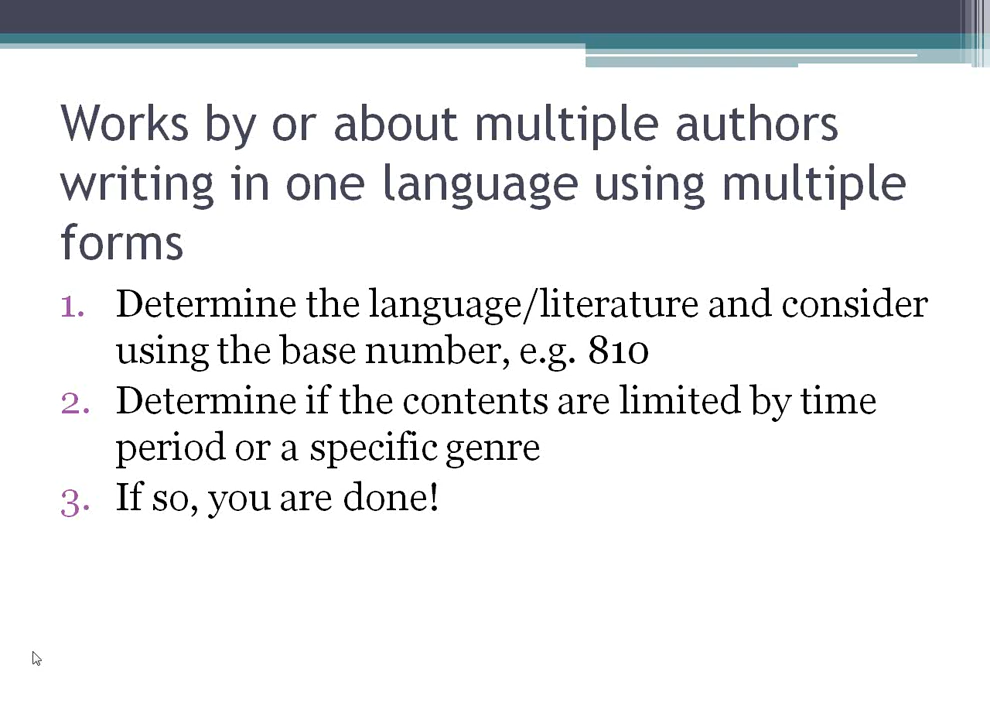 Works by or about multiple authors
writing in one language using multiple
forms
1. Determine the language/literature and consider
using the base number, e.g. 810
2. Determine if the contents are limited by time
period or a specific genre
3. If so, you are done!